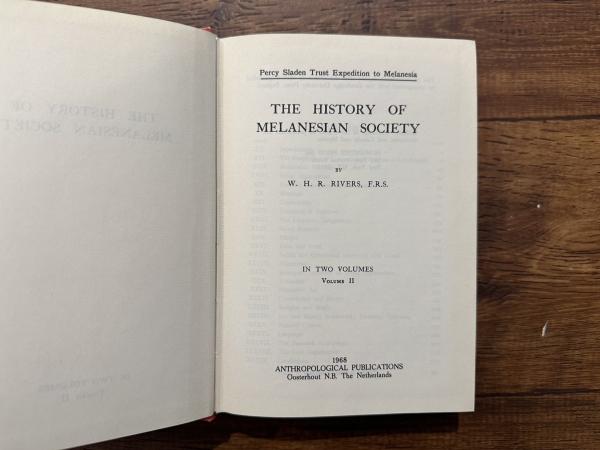 Percy Sladen Trust Expedition to Melanesia
THE HISTORY OF
MELANESIAN SOCIETY
BY
W. H. R. RIVERS, F.R.S.
IN TWO VOLUMES
Volume II
1968
ANTHROPOLOGICAL PUBLICATIONS
Oosterhout N.B. The Netherlands